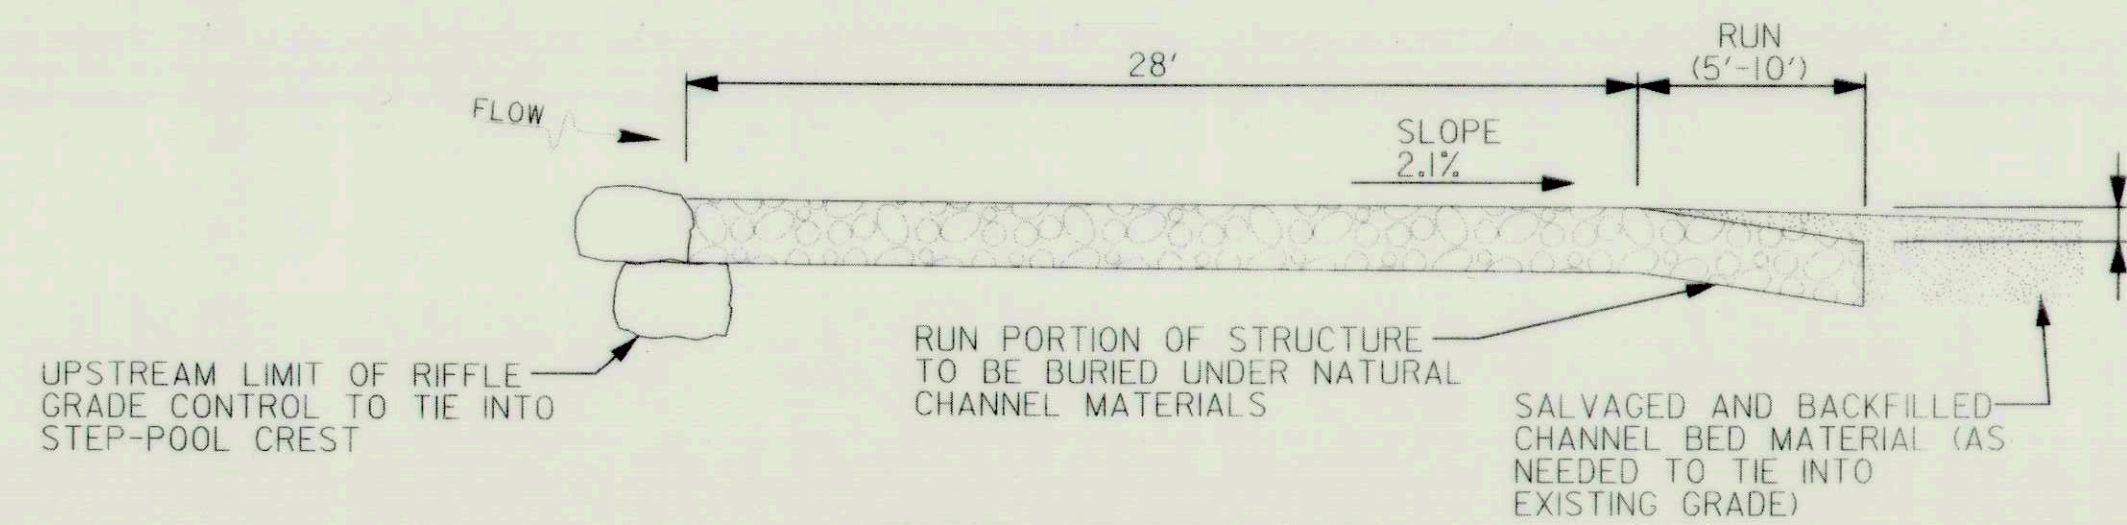 RUN
(5'-10')
28'
FLOW
SLOPE
2.1%
UPSTREAM LIMIT OF RIFFLE
GRADE CONTROL TO TIE INTO
STEP-POOL CREST
RUN PORTION OF STRUCTURE
TO BE BURIED UNDER NATURAL
CHANNEL MATERIALS
SALVAGED AND BACKFILLED
CHANNEL BED MATERIAL (AS
NEEDED TO TIE INTO
EXISTING GRADE)